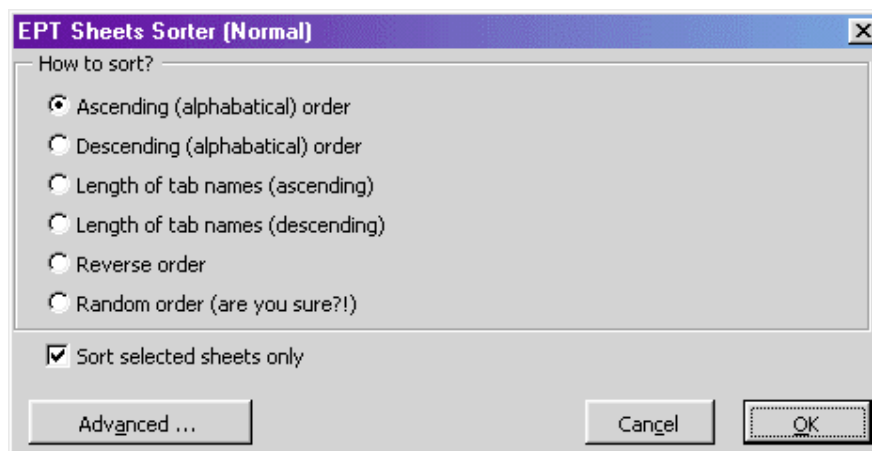 EPT Sheets Sorter (Normal)
How to sort?
Ascending (alphabatical) order
Descending (alphabatical) order
Length of tab names (ascending)
Length of tab names (descending)
Reverse order
Random order (are you sure?!)
Sort selected sheets only
Advanced ... Cancel OK